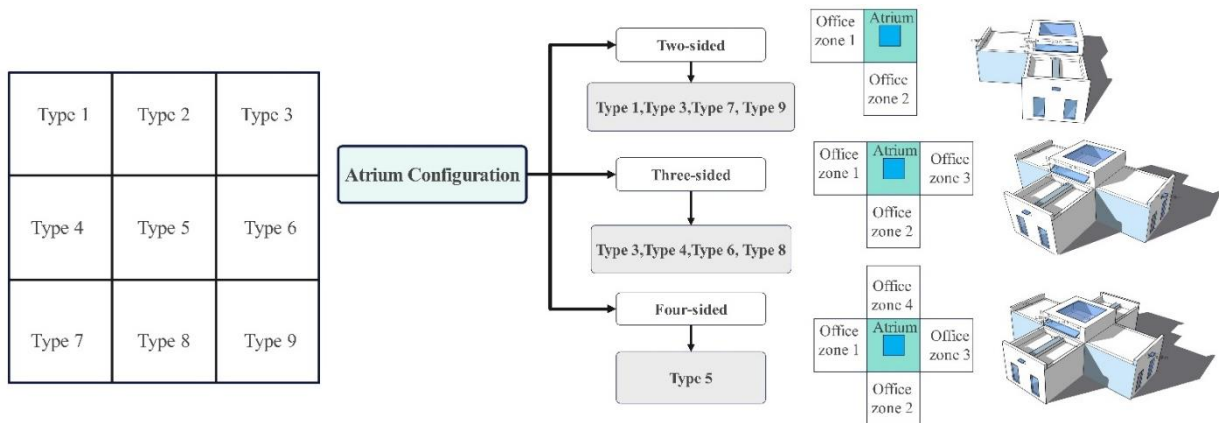 Type 1 Type 2 Type 3
Type 4 Type 5 Type 6
Type 7 Type 8 Type 9
Atrium Configuration
Two-sided
Type 1,Type 3,Type 7, Type 9
Three-sided
Type 3,Type 4,Type 6, Type 8
Four-sided
Type 5
Office
zone 1
Atrium
Office
zone 2
Office
zone 1
Atrium
Office
zone 3
Office
zone 2
Office
zone 4
Office
zone 1
Atrium
Office
zone 3
Office
zone 2